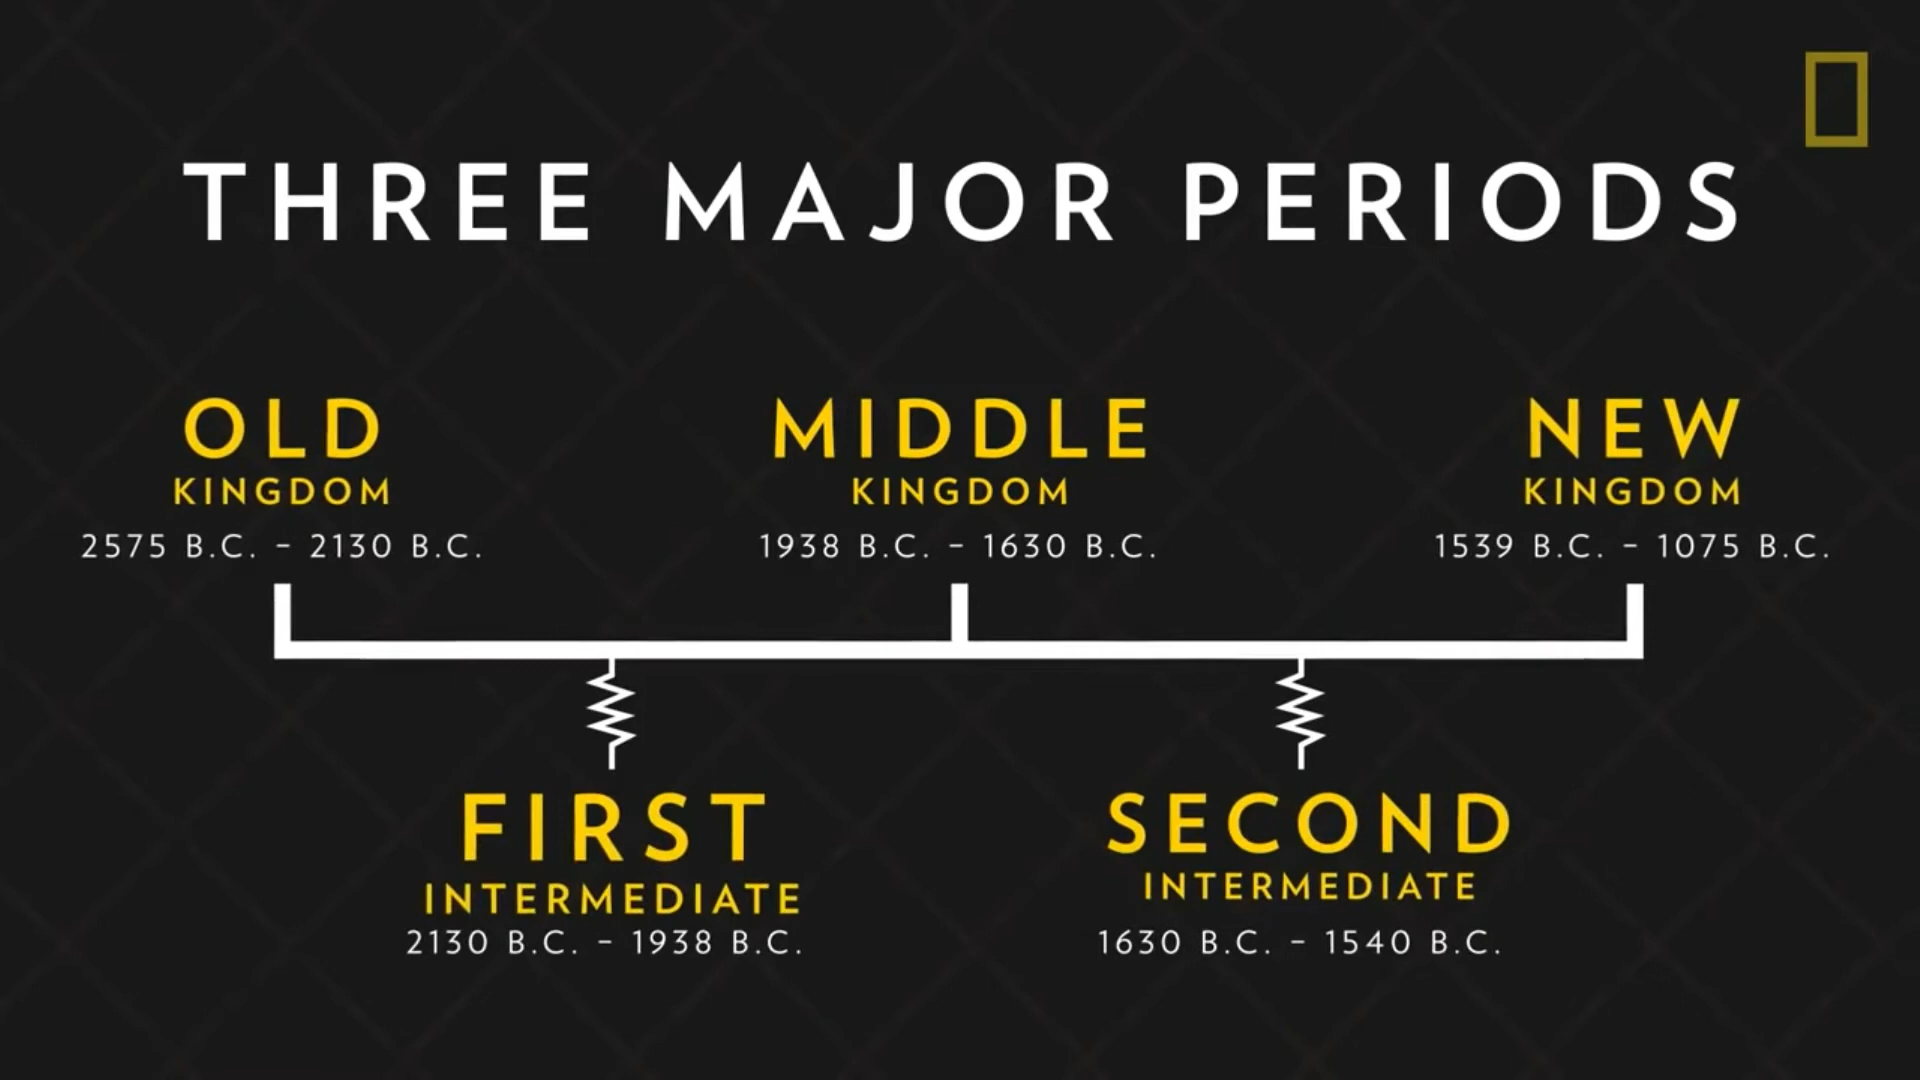 THREE MAJOR PERIODS
OLD
KINGDOM
2575 B.C. – 2130 B.C.
MIDDLE
KINGDOM
1938 B.C. – 1630 B.C.
NEW
KINGDOM
1539 B.C. – 1075 B.C.
FIRST
INTERMEDIATE
2130 B.C. – 1938 B.C.
SECOND
INTERMEDIATE
1630 B.C. – 1540 B.C.